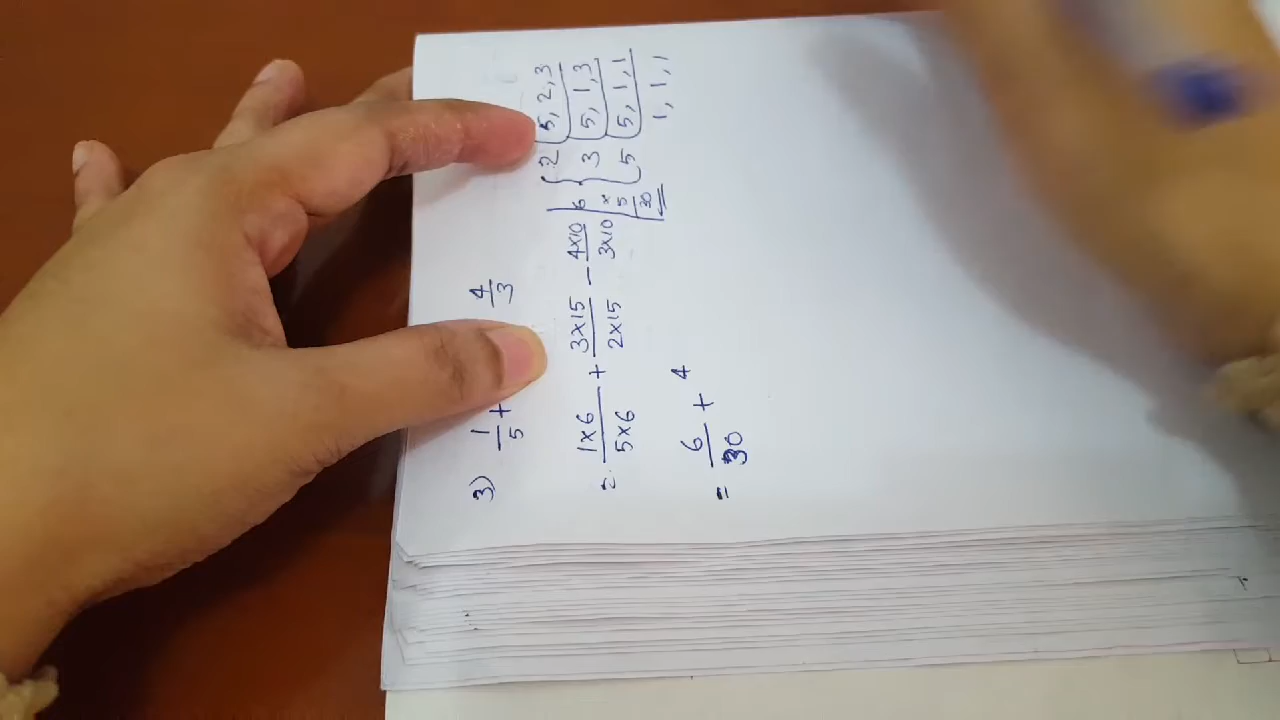 3) 1/5 + 4/3
= 1×6/5×6 + 3×15/2×15 - 4×10/3×10
= 6/30 + 4
2 | 5, 2, 3
3 | 5, 1, 3
5 | 5, 1, 1
1, 1, 1
6
×
5
30